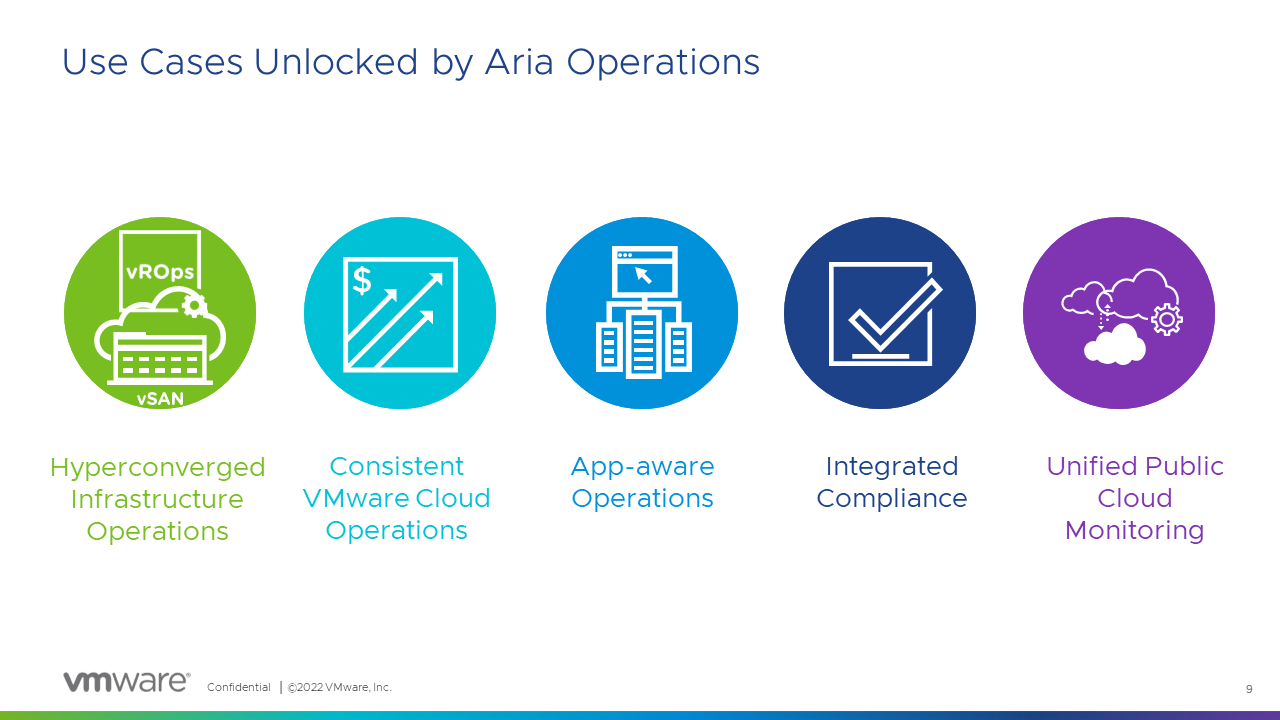 Use Cases Unlocked by Aria Operations
vROps
vSAN
$
Hyperconverged
Infrastructure
Operations
Consistent
VMware Cloud
Operations
App-aware
Operations
Integrated
Compliance
Unified Public
Cloud
Monitoring
vmware®
Confidential | ©2022 VMware, Inc.
9